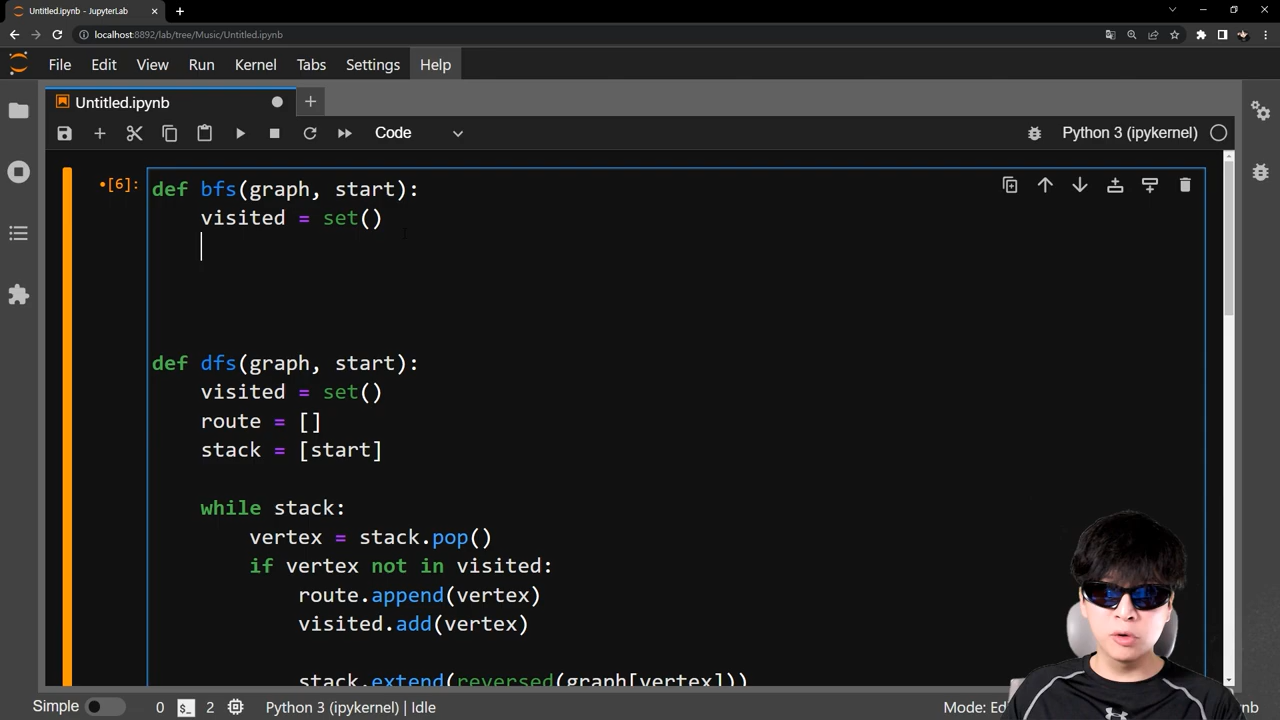 Untitled.ipynb - JupyterLab
localhost:8892/lab/tree/Music/Untitled.ipynb
File Edit View Run Kernel Tabs Settings Help
Untitled.ipynb
Code
Python 3 (ipykernel)
[6]:
def bfs(graph, start):
visited = set()
def dfs(graph, start):
visited = set()
route = []
stack = [start]
while stack:
vertex = stack.pop()
if vertex not in visited:
route.append(vertex)
visited.add(vertex)
stack.extend(reversed(graph[vertex]))
Simple 0 2 Python 3 (ipykernel) | Idle Mode: Ed nb